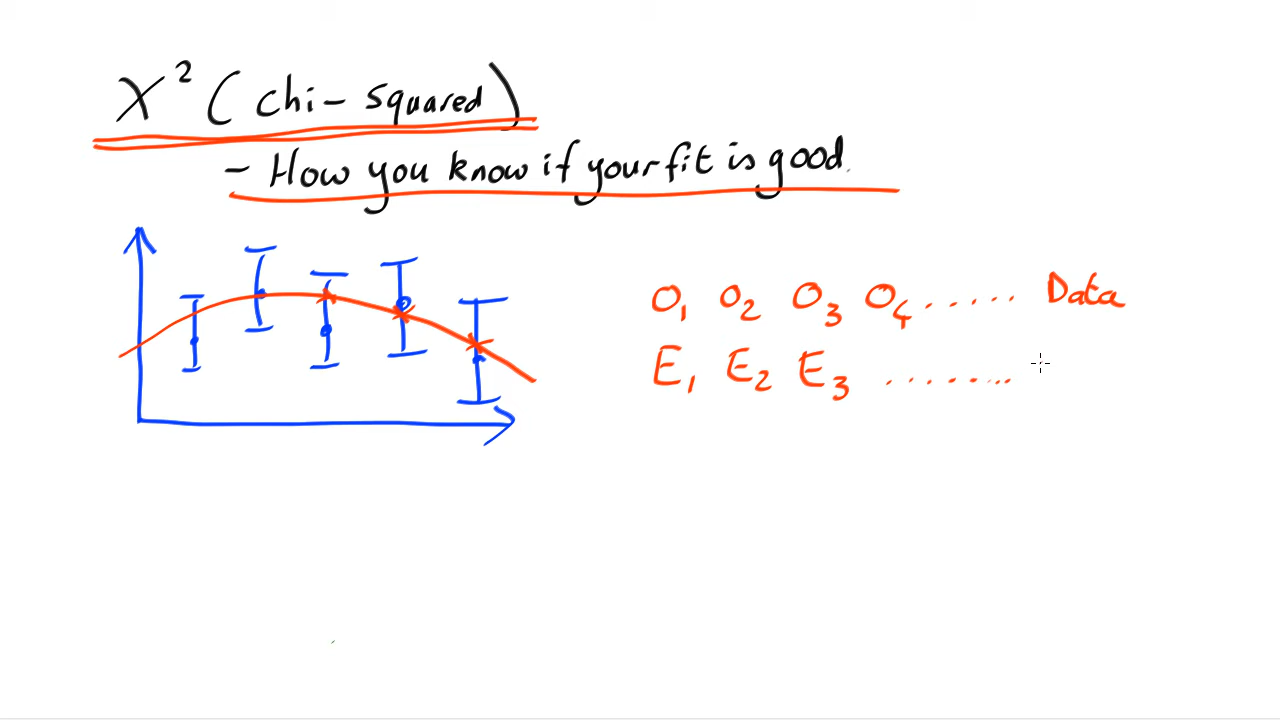 χ² (chi-squared)
- How you know if your fit is good.
O₁ O₂ O₃ O₄ ..... Data
E₁ E₂ E₃ ........